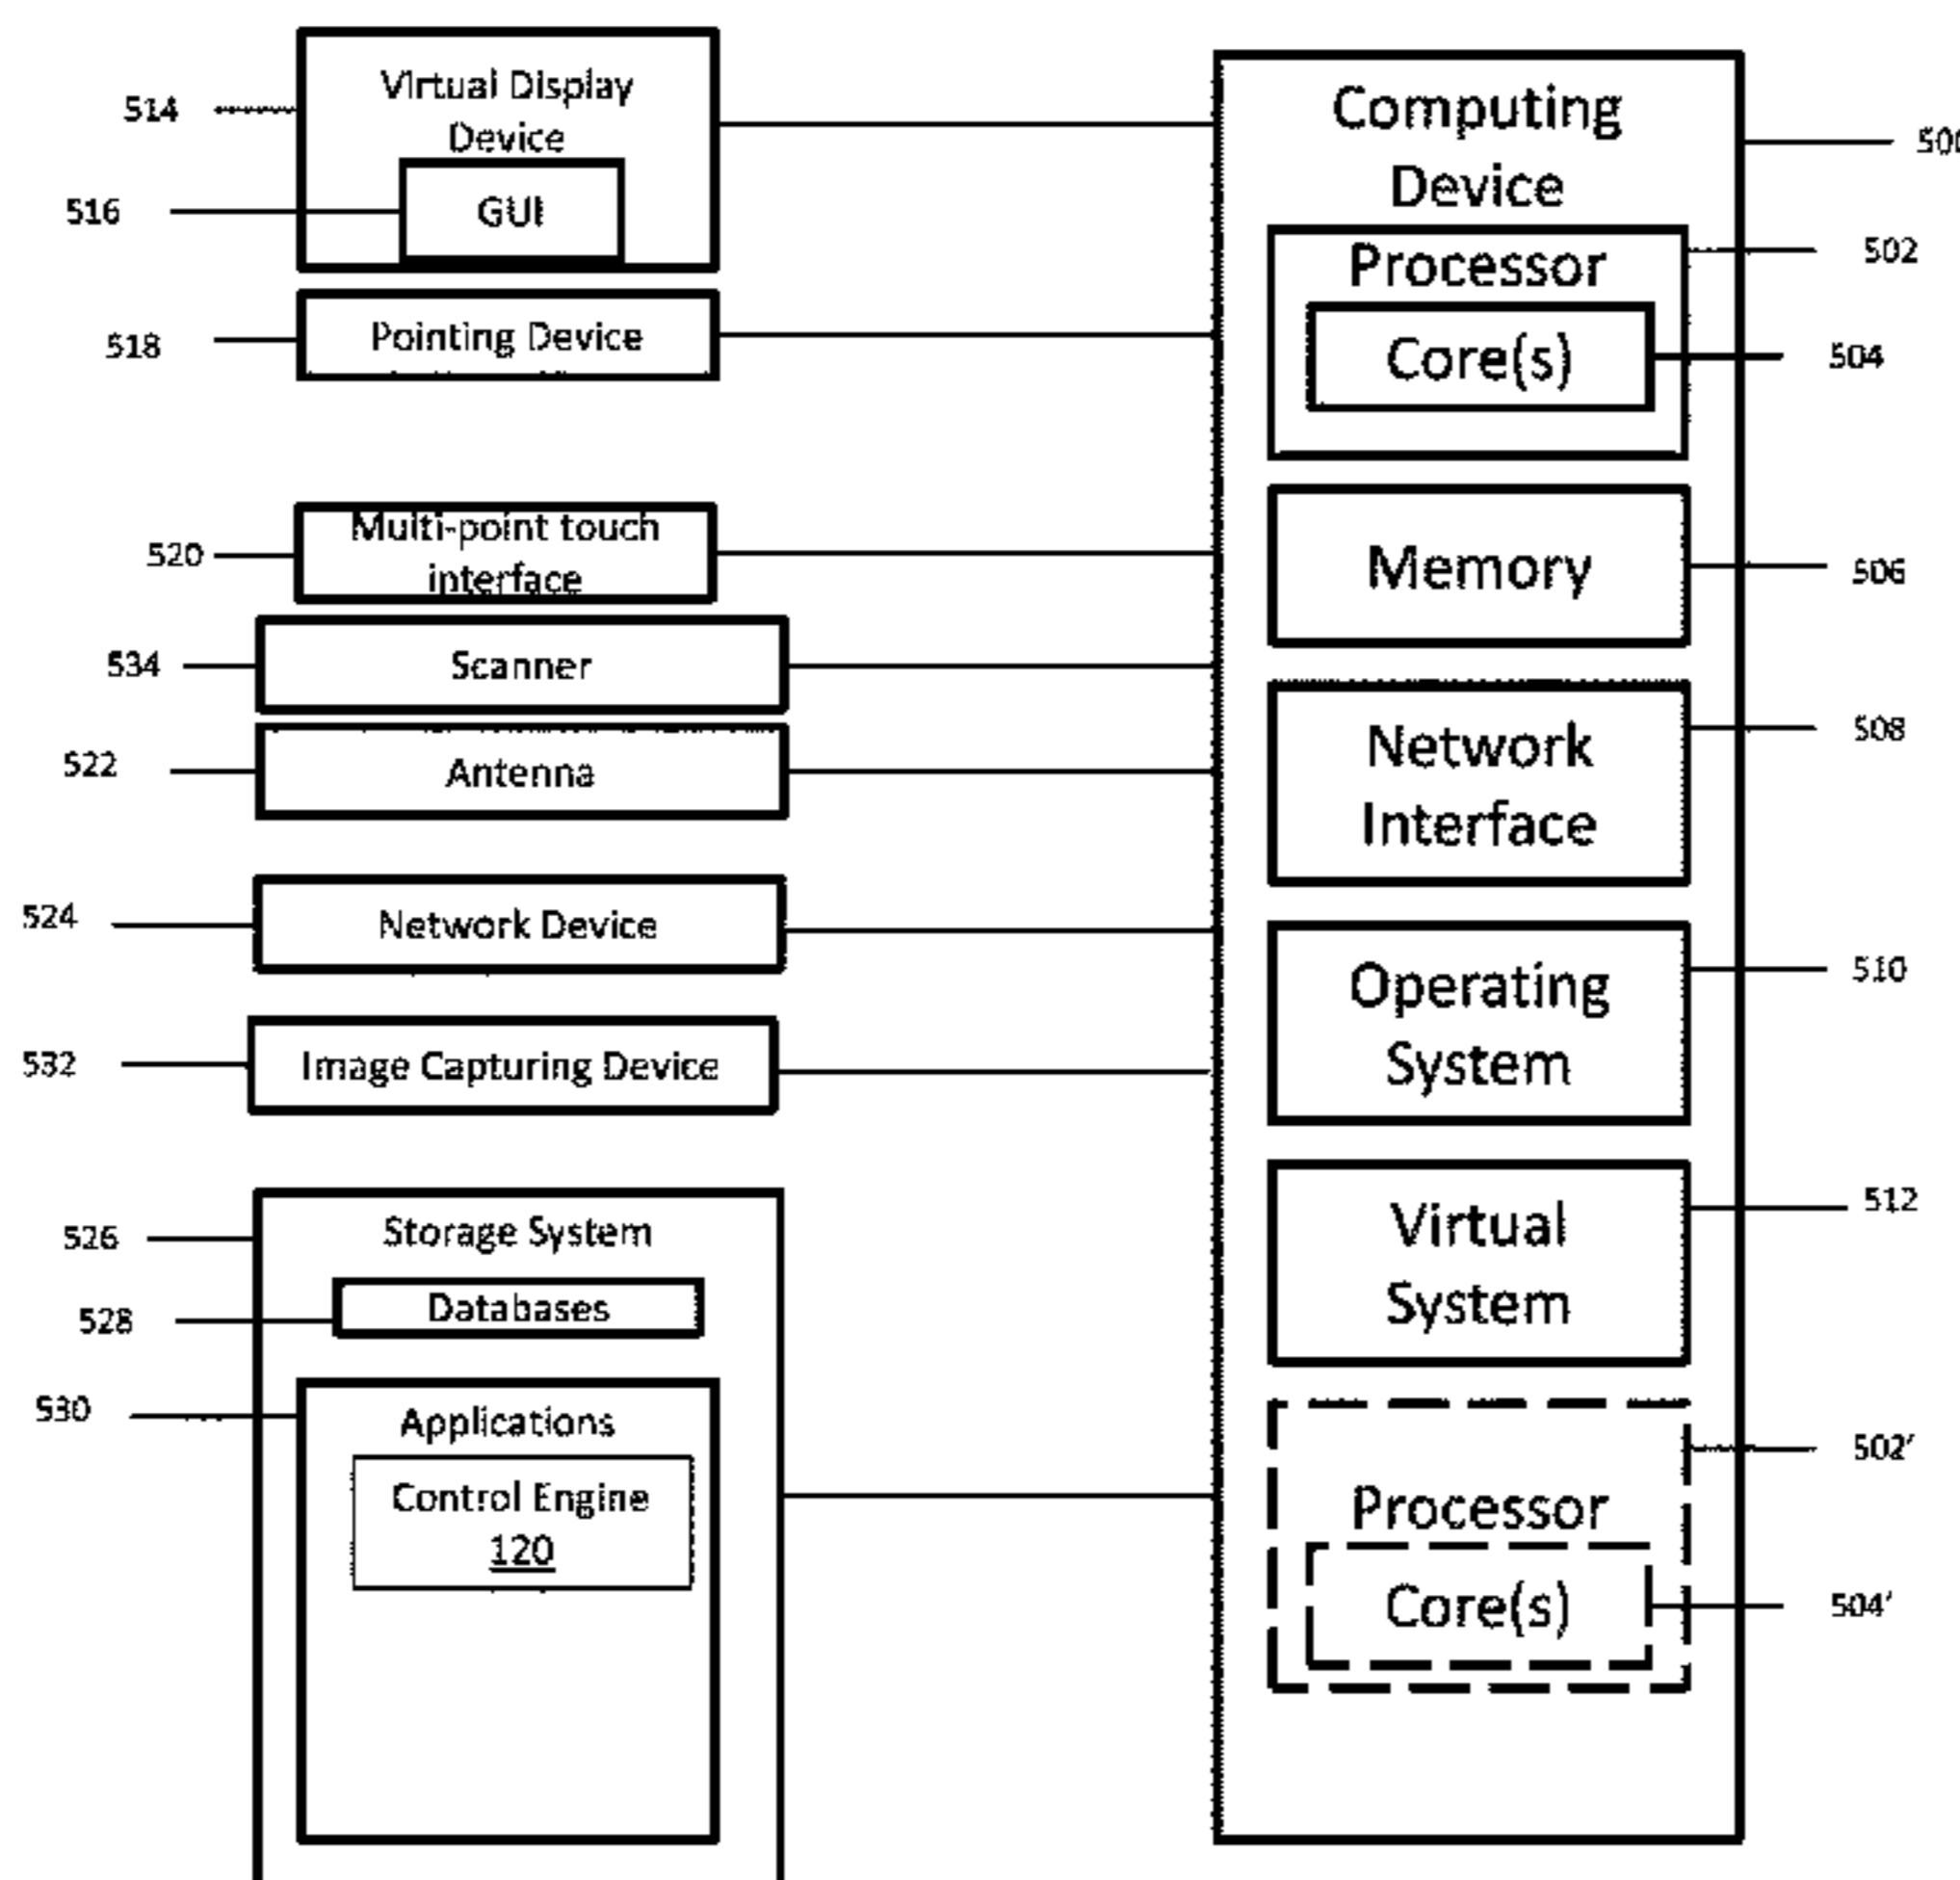 514
Virtual Display
Device
516
GUI
518
Pointing Device
520
Multi-point touch
interface
534
Scanner
522
Antenna
524
Network Device
532
Image Capturing Device
526
Storage System
528
Databases
530
Applications
Control Engine
120
Computing
Device
Processor
502
Core(s)
504
Memory
506
Network
Interface
508
Operating
System
510
Virtual
System
512
502'
Processor
Core(s)
504'